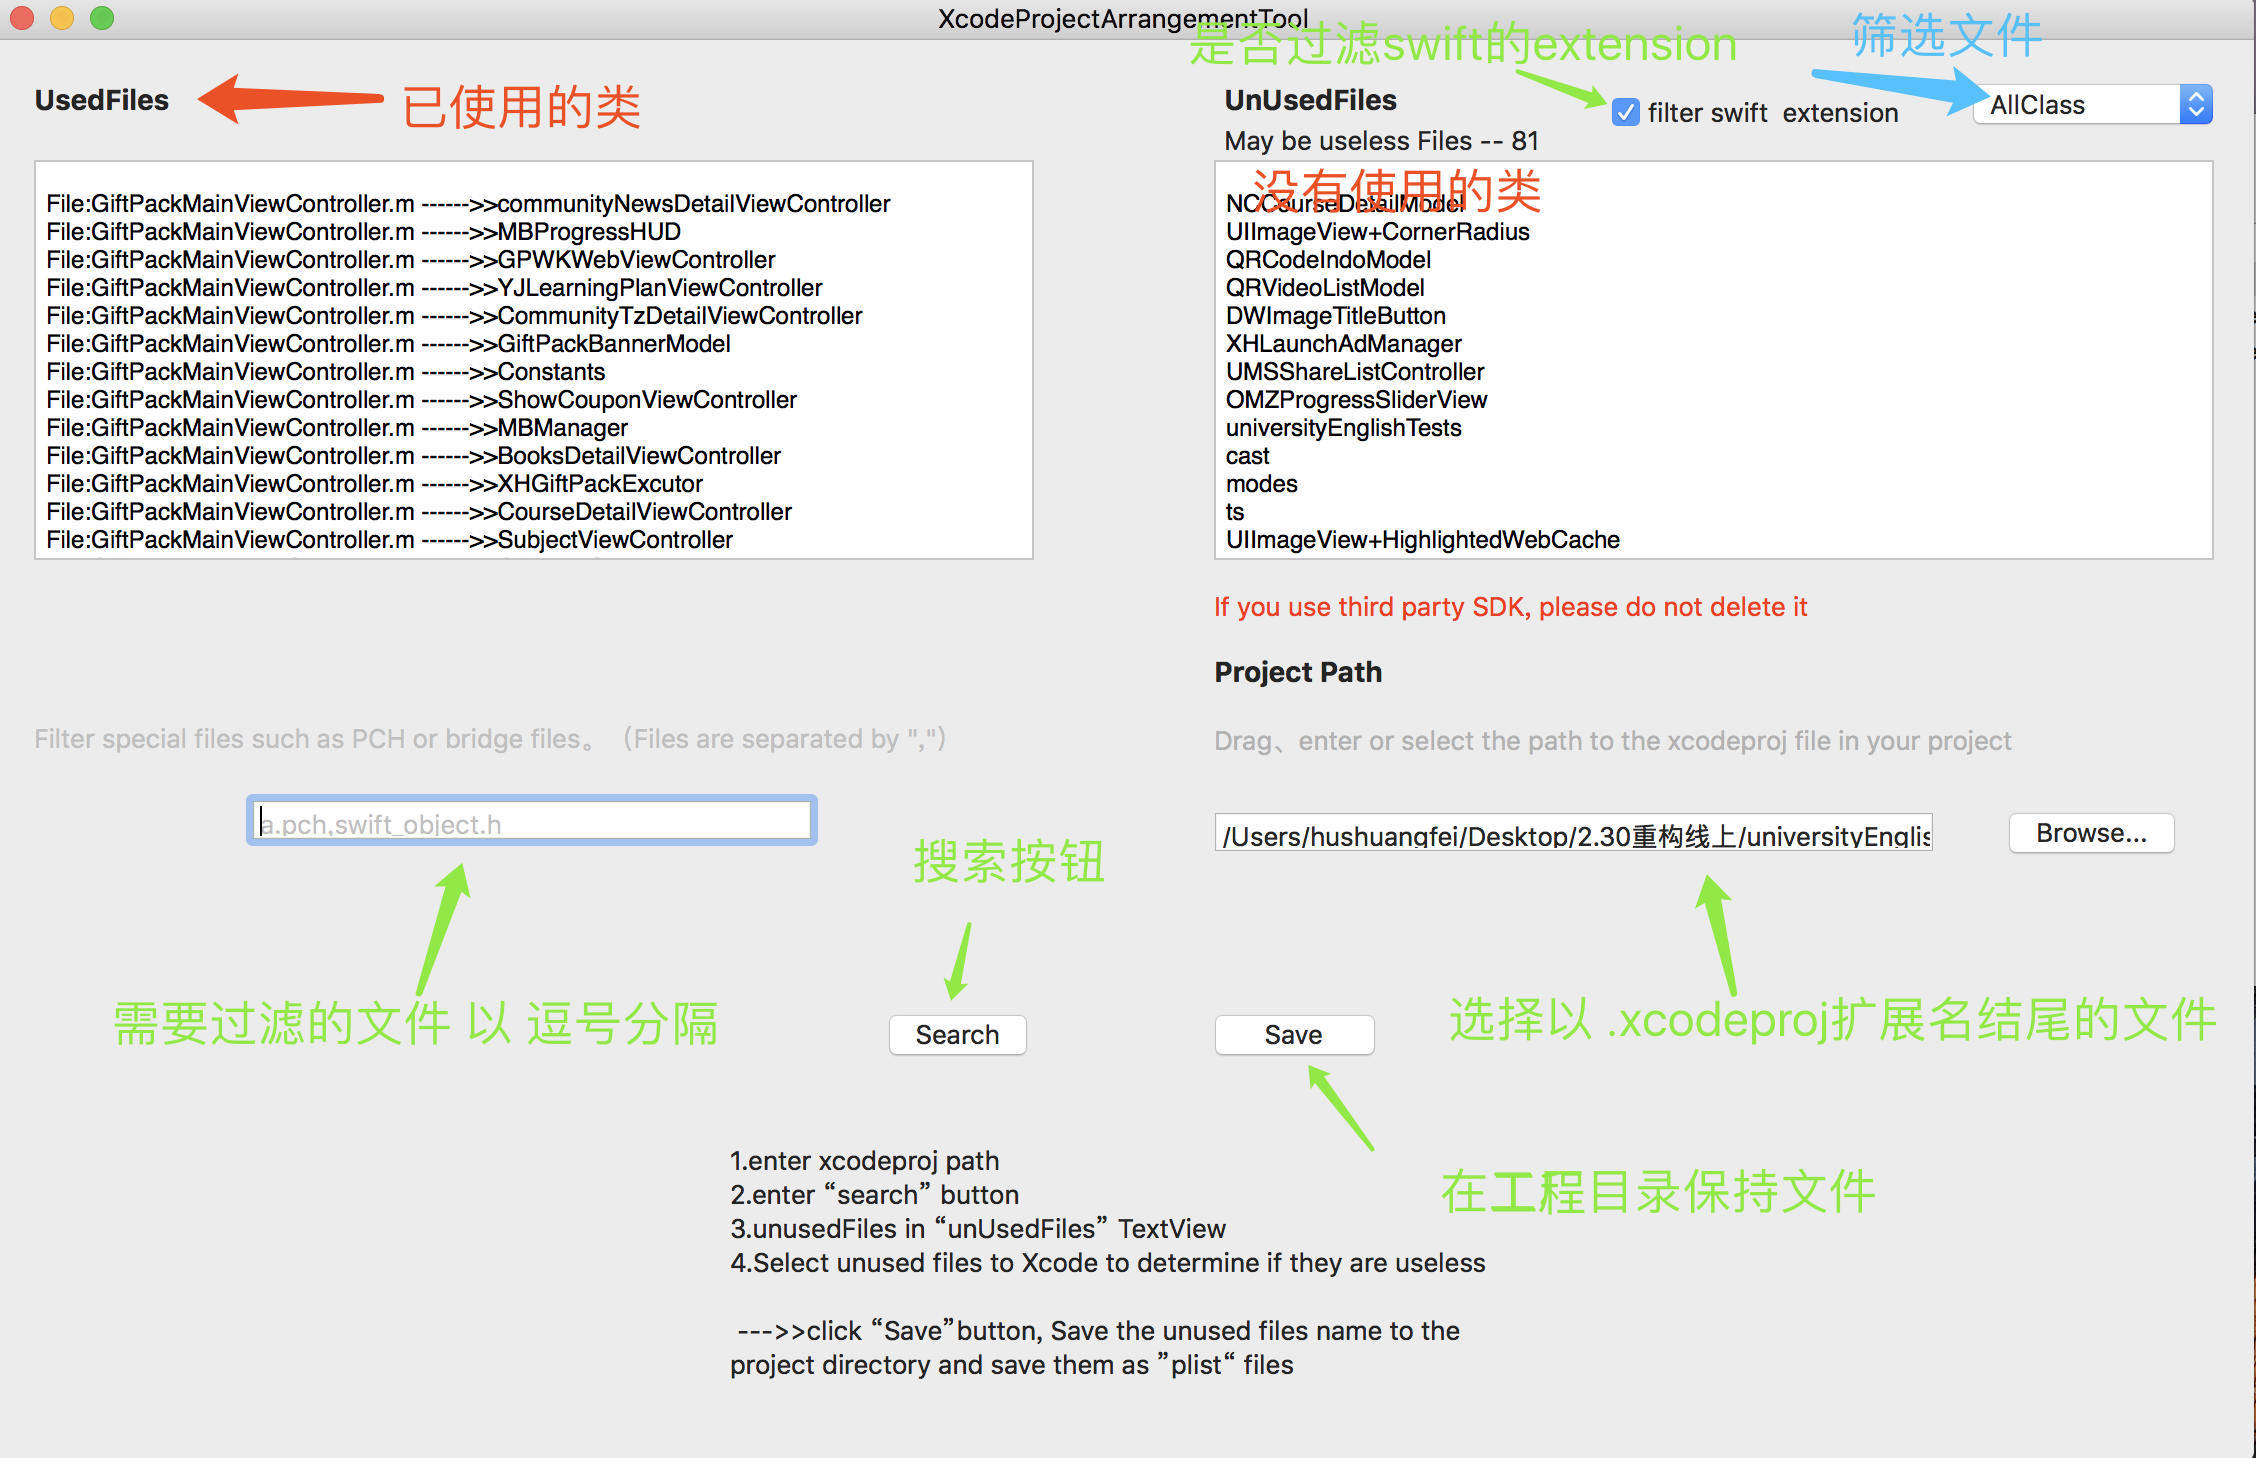 XcodeProjectArrangementTool
是否过滤swift的extension
筛选文件
UsedFiles
已使用的类
UnUsedFiles
filter swift  extension
AllClass
May be useless Files -- 81
没有使用的类
File:GiftPackMainViewController.m ------>>communityNewsDetailViewController
File:GiftPackMainViewController.m ------>>MBProgressHUD
File:GiftPackMainViewController.m ------>>GPWKWebViewController
File:GiftPackMainViewController.m ------>>YJLearningPlanViewController
File:GiftPackMainViewController.m ------>>CommunityTzDetailViewController
File:GiftPackMainViewController.m ------>>GiftPackBannerModel
File:GiftPackMainViewController.m ------>>Constants
File:GiftPackMainViewController.m ------>>ShowCouponViewController
File:GiftPackMainViewController.m ------>>MBManager
File:GiftPackMainViewController.m ------>>BooksDetailViewController
File:GiftPackMainViewController.m ------>>XHGiftPackExcutor
File:GiftPackMainViewController.m ------>>CourseDetailViewController
File:GiftPackMainViewController.m ------>>SubjectViewController
NCCourseDetailModel
UIImageView+CornerRadius
QRCodeIndoModel
QRVideoListModel
DWImageTitleButton
XHLaunchAdManager
UMSShareListController
OMZProgressSliderView
universityEnglishTests
cast
modes
ts
UIImageView+HighlightedWebCache
If you use third party SDK, please do not delete it
Project Path
Filter special files such as PCH or bridge files。（Files are separated by ","）
Drag、enter or select the path to the xcodeproj file in your project
a.pch,swift_object.h
/Users/hushuangfei/Desktop/2.30重构线上/universityEnglis
Browse...
搜索按钮
需要过滤的文件 以 逗号分隔
选择以 .xcodeproj扩展名结尾的文件
Search
Save
在工程目录保持文件
1.enter xcodeproj path
2.enter “search” button
3.unusedFiles in “unUsedFiles” TextView
4.Select unused files to Xcode to determine if they are useless
--->>click “Save”button, Save the unused files name to the
project directory and save them as ”plist“ files